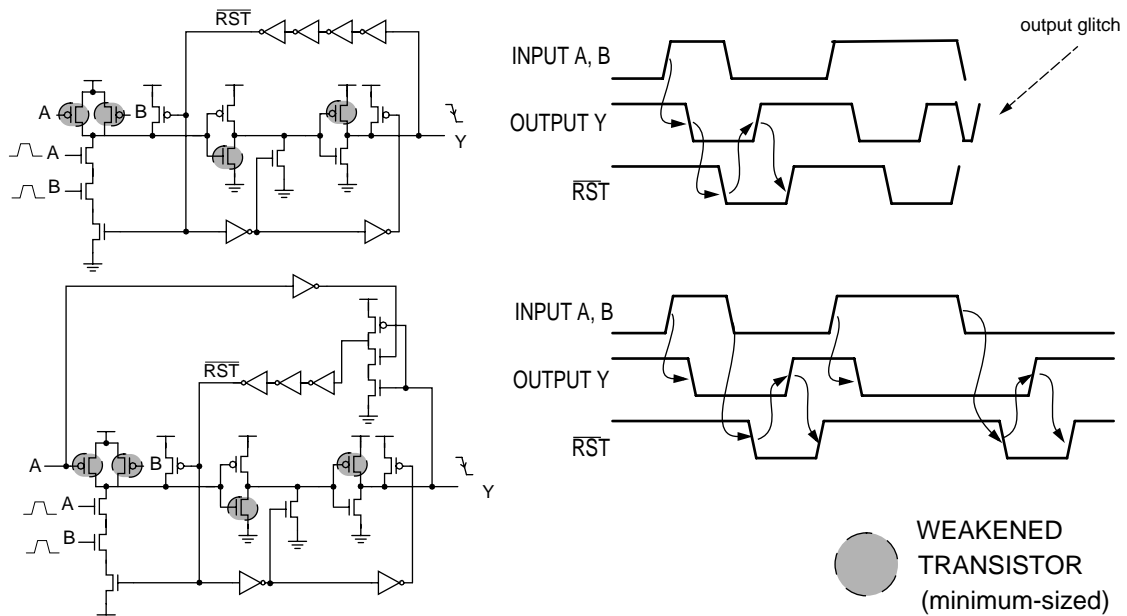 RST
A
B
A
B
Y
INPUT A, B
OUTPUT Y
RST
output glitch
RST
A
B
A
B
Y
INPUT A, B
OUTPUT Y
RST
WEAKENED
TRANSISTOR
(minimum-sized)